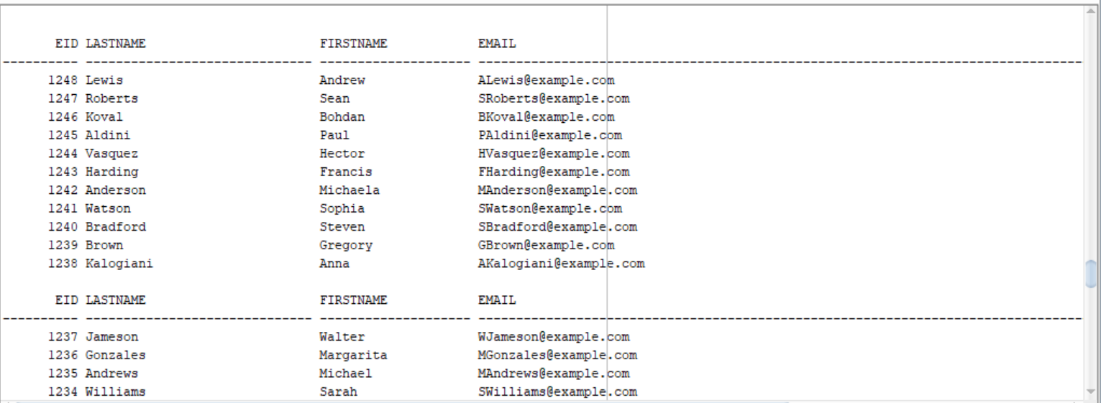 EID LASTNAME FIRSTNAME EMAIL
---------- ------------------------------ -------------------- --------------------------------------------------------------------------------
1248 Lewis Andrew ALewis@example.com
1247 Roberts Sean SRoberts@example.com
1246 Koval Bohdan BKoval@example.com
1245 Aldini Paul PAldini@example.com
1244 Vasquez Hector HVasquez@example.com
1243 Harding Francis FHarding@example.com
1242 Anderson Michaela MAnderson@example.com
1241 Watson Sophia SWatson@example.com
1240 Bradford Steven SBradford@example.com
1239 Brown Gregory GBrown@example.com
1238 Kalogiani Anna AKalogiani@example.com
EID LASTNAME FIRSTNAME EMAIL
---------- ------------------------------ -------------------- --------------------------------------------------------------------------------
1237 Jameson Walter WJameson@example.com
1236 Gonzales Margarita MGonzales@example.com
1235 Andrews Michael MAndrews@example.com
1234 Williams Sarah SWilliams@example.com